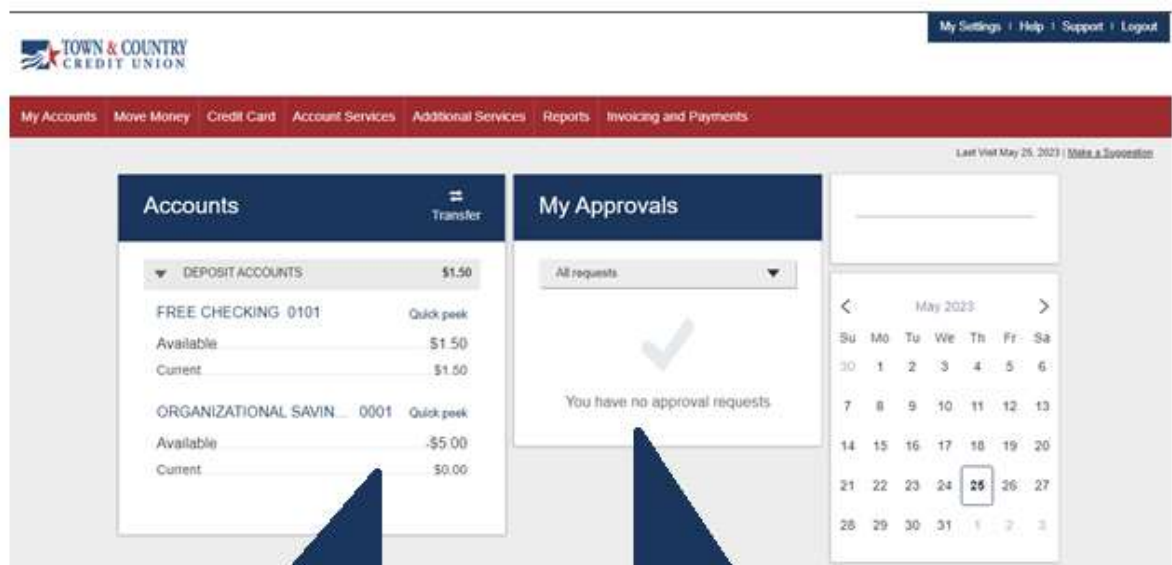 My Settings | Help | Support | Logout
TOWN & COUNTRY
CREDIT UNION
My Accounts Move Money Credit Card Account Services Additional Services Reports Invoicing and Payments
Last Visit May 25, 2023 | Make a Suggestion
Accounts
Transfer
DEPOSIT ACCOUNTS $1.50
FREE CHECKING 0101 Quick peek
Available $1.50
Current $1.50
ORGANIZATIONAL SAVIN... 0001 Quick peek
Available -$5.00
Current $0.00
My Approvals
All requests
You have no approval requests
May 2023
Su Mo Tu We Th Fr Sa
30 1 2 3 4 5 6
7 8 9 10 11 12 13
14 15 16 17 18 19 20
21 22 23 24 25 26 27
28 29 30 31 1 2 3